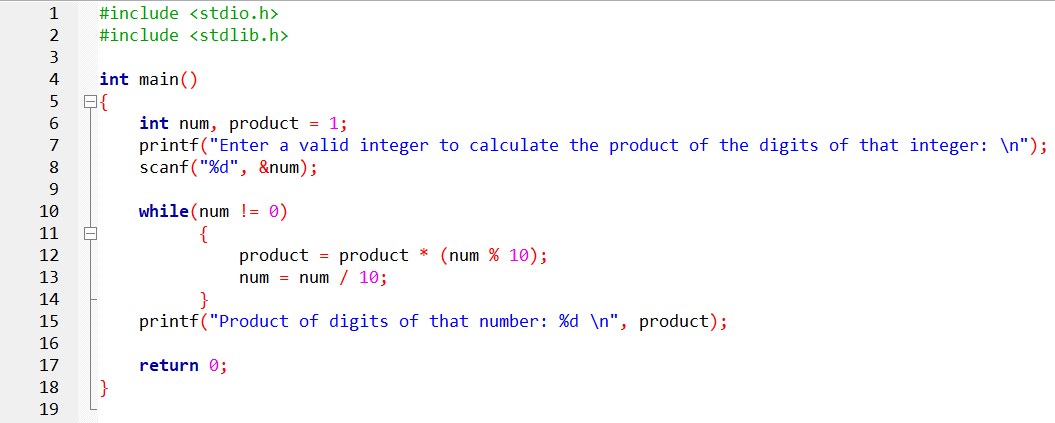 1 #include <stdio.h>
2 #include <stdlib.h>
3
4 int main()
5 {
6 int num, product = 1;
7 printf("Enter a valid integer to calculate the product of the digits of that integer: \n");
8 scanf("%d", &num);
9
10 while(num != 0)
11 {
12 product = product * (num % 10);
13 num = num / 10;
14 }
15 printf("Product of digits of that number: %d \n", product);
16
17 return 0;
18 }
19